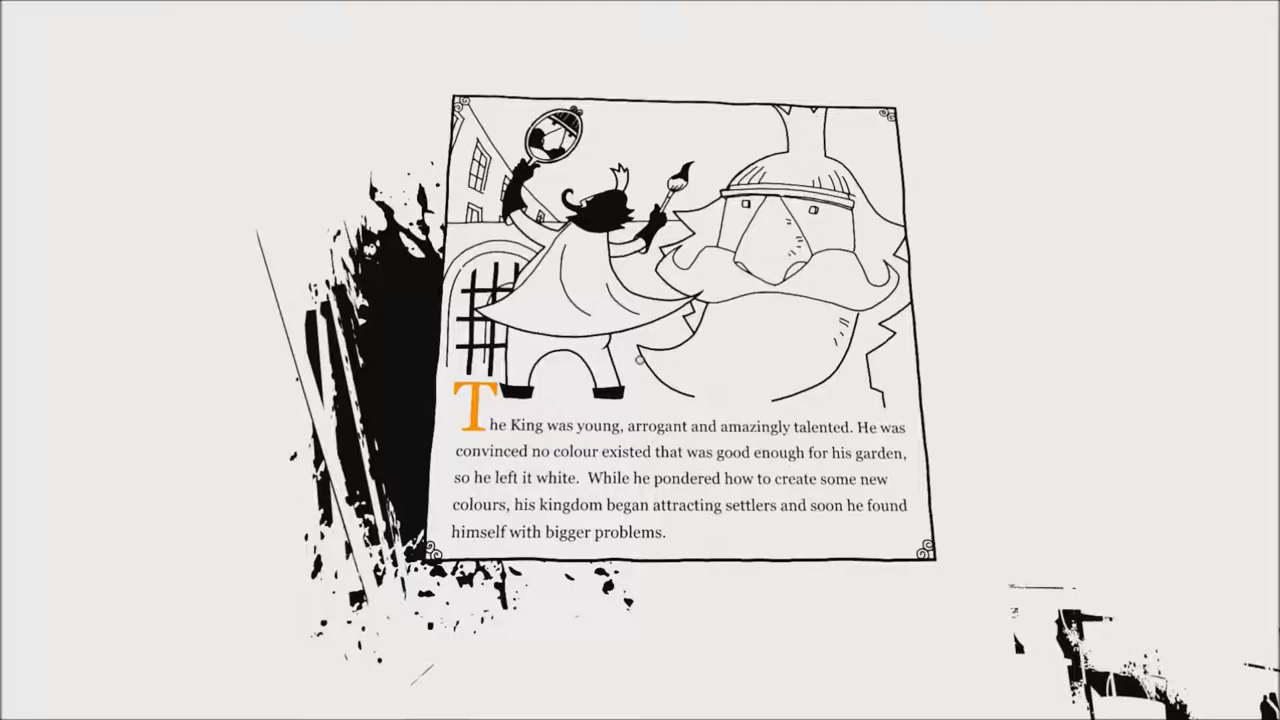 The King was young, arrogant and amazingly talented. He was
convinced no colour existed that was good enough for his garden,
so he left it white.  While he pondered how to create some new
colours, his kingdom began attracting settlers and soon he found
himself with bigger problems.